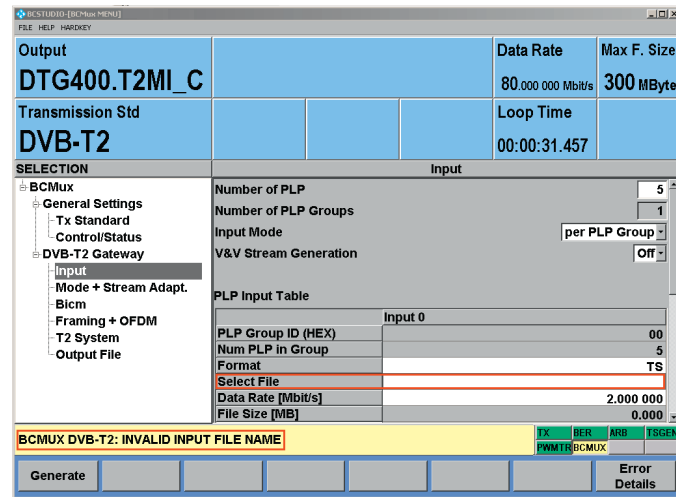 BCSTUDIO-[BCMux MENU]
FILE HELP HARDKEY
Output
DTG400.T2MI_C
Data Rate
80.000 000 Mbit/s
Max F. Size
300 MByte
Transmission Std
DVB-T2
Loop Time
00:00:31.457
SELECTION
Input
BCMux
General Settings
Tx Standard
Control/Status
DVB-T2 Gateway
Input
Mode + Stream Adapt.
Bicm
Framing + OFDM
T2 System
Output File
Number of PLP 5
Number of PLP Groups 1
Input Mode per PLP Group
V&V Stream Generation Off
PLP Input Table
Input 0
PLP Group ID (HEX) 00
Num PLP in Group 5
Format TS
Select File
Data Rate [Mbit/s] 2.000 000
File Size [MB] 0.000
BCMUX DVB-T2: INVALID INPUT FILE NAME
TX BER ARB TSGEN
PWMTR BCMUX
Generate
Error
Details